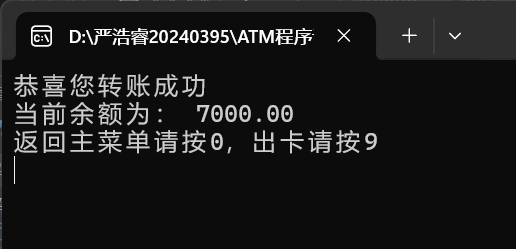 D:\严浩睿20240395\ATM程序
恭喜您转账成功
当前余额为： 7000.00
返回主菜单请按0，出卡请按9